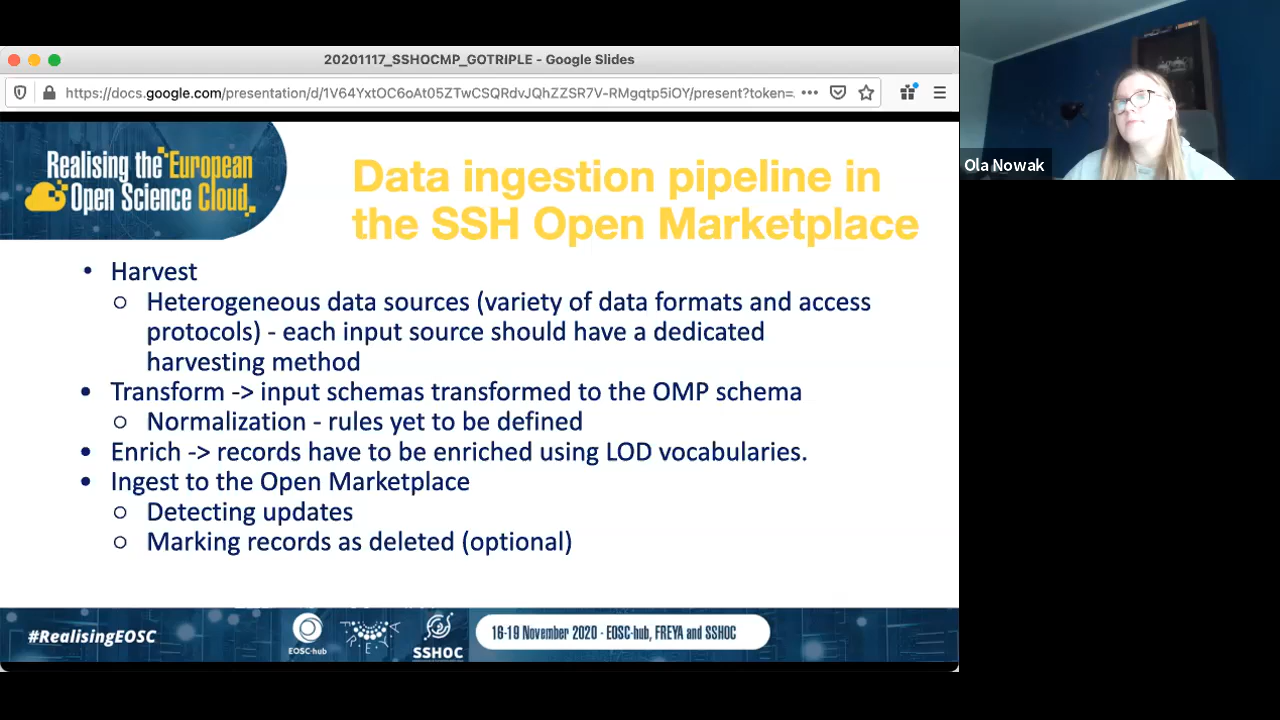 20201117_SSHOCMP_GOTRIPLE - Google Slides
https://docs.google.com/presentation/d/1V64YxtOC6oAt05ZTwCSQRdvJQhZZSR7V-RMgqtp5iOY/present?token=
Realising the European
Open Science Cloud
Data ingestion pipeline in
the SSH Open Marketplace
Ola Nowak
• Harvest
○ Heterogeneous data sources (variety of data formats and access
protocols) - each input source should have a dedicated
harvesting method
• Transform -> input schemas transformed to the OMP schema
○ Normalization - rules yet to be defined
• Enrich -> records have to be enriched using LOD vocabularies.
• Ingest to the Open Marketplace
○ Detecting updates
○ Marking records as deleted (optional)
#RealisingEOSC
EOSC-hub
FREYA
SSHOC
16-19 November 2020 - EOSC-hub, FREYA and SSHOC